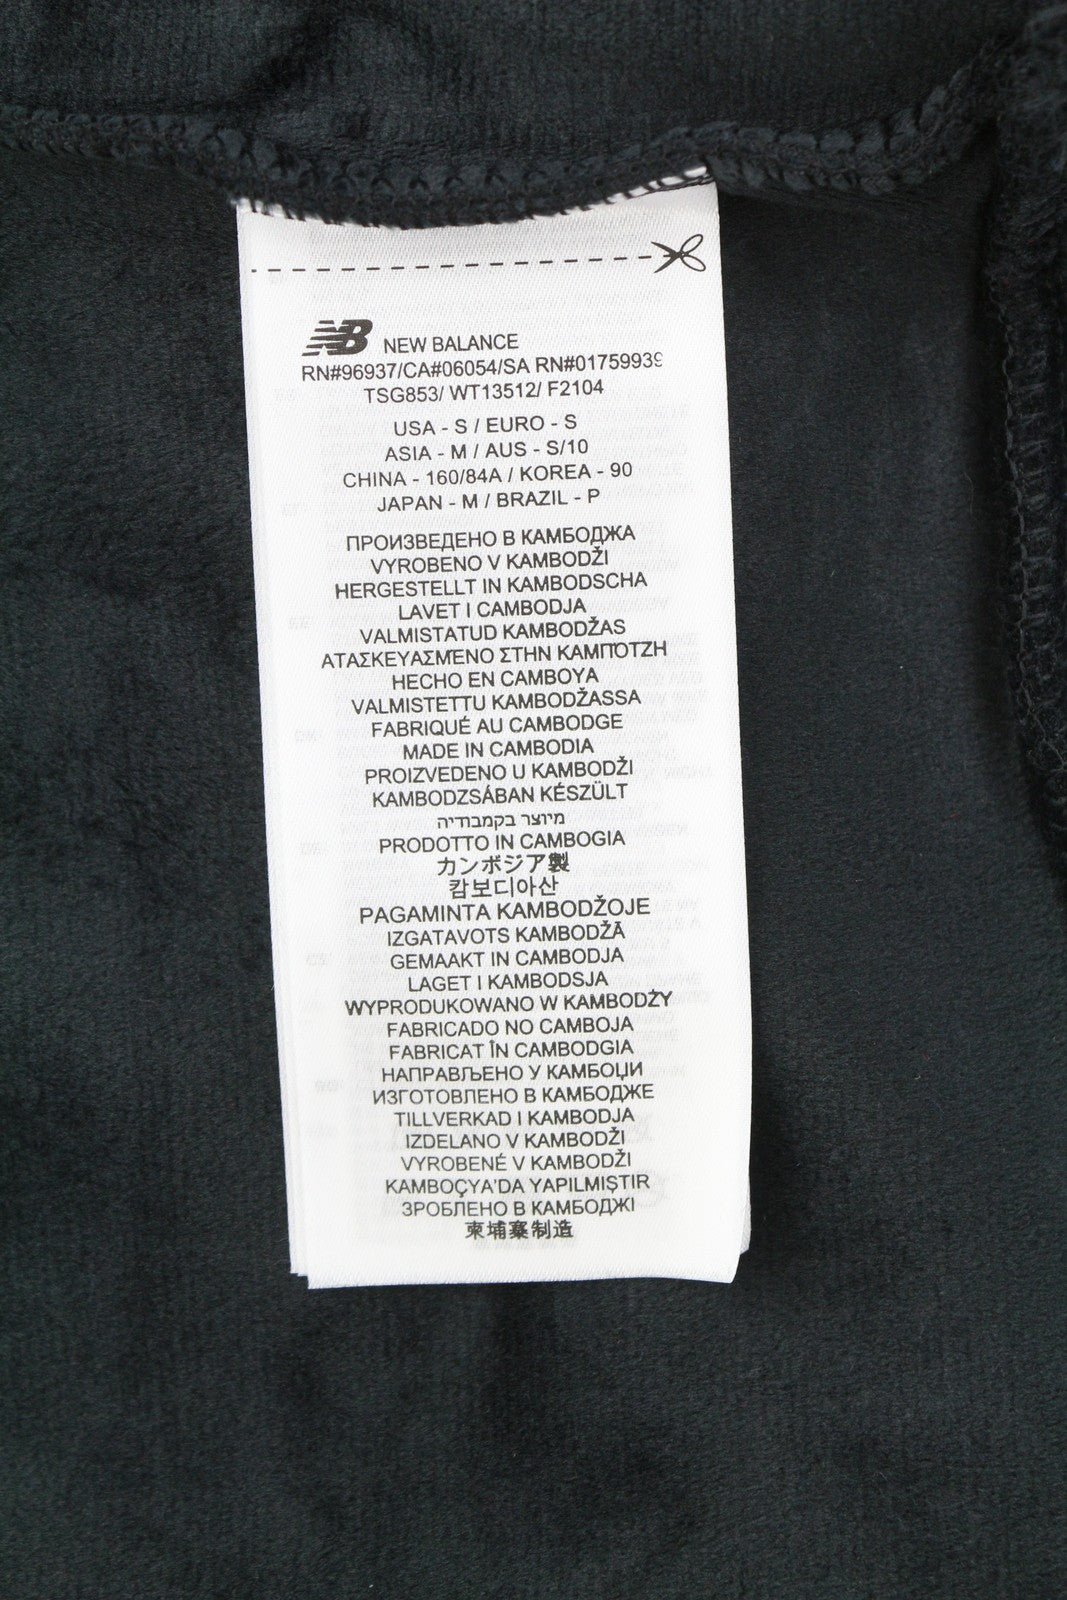 NB NEW BALANCE
RN#96937/CA#06054/SA RN#01759939
TSG853/ WT13512/ F2104
USA - S / EURO - S
ASIA - M / AUS - S/10
CHINA - 160/84A / KOREA - 90
JAPAN - M / BRAZIL - P
ПРОИЗВЕДЕНО В КАМБОДЖА
VYROBENO V KAMBODŽI
HERGESTELLT IN KAMBODSCHA
LAVET I CAMBODJA
VALMISTATUD KAMBODŽAS
ΑΤΑΣΚΕΥΑΣΜΈΝΟ ΣΤΗΝ ΚΑΜΠΌΤΖΗ
HECHO EN CAMBOYA
VALMISTETTU KAMBODŽASSA
FABRIQUÉ AU CAMBODGE
MADE IN CAMBODIA
PROIZVEDENO U KAMBODŽI
KAMBODZSÁBAN KÉSZÜLT
מיוצר בקמבודיה
PRODOTTO IN CAMBOGIA
カンボジア製
캄보디아산
PAGAMINTA KAMBODŽOJE
IZGATAVOTS KAMBODŽĀ
GEMAAKT IN CAMBODJA
LAGET I KAMBODSJA
WYPRODUKOWANO W KAMBODŻY
FABRICADO NO CAMBOJA
FABRICAT ÎN CAMBODGIA
НАПРАВЉЕНО У КАМБОЏИ
ИЗГОТОВЛЕНО В КАМБОДЖЕ
TILLVERKAD I KAMBODJA
IZDELANO V KAMBODŽI
VYROBENÉ V KAMBODŽI
KAMBOÇYA'DA YAPILMIŞTIR
ЗРОБЛЕНО В КАМБОДЖІ
柬埔寨制造